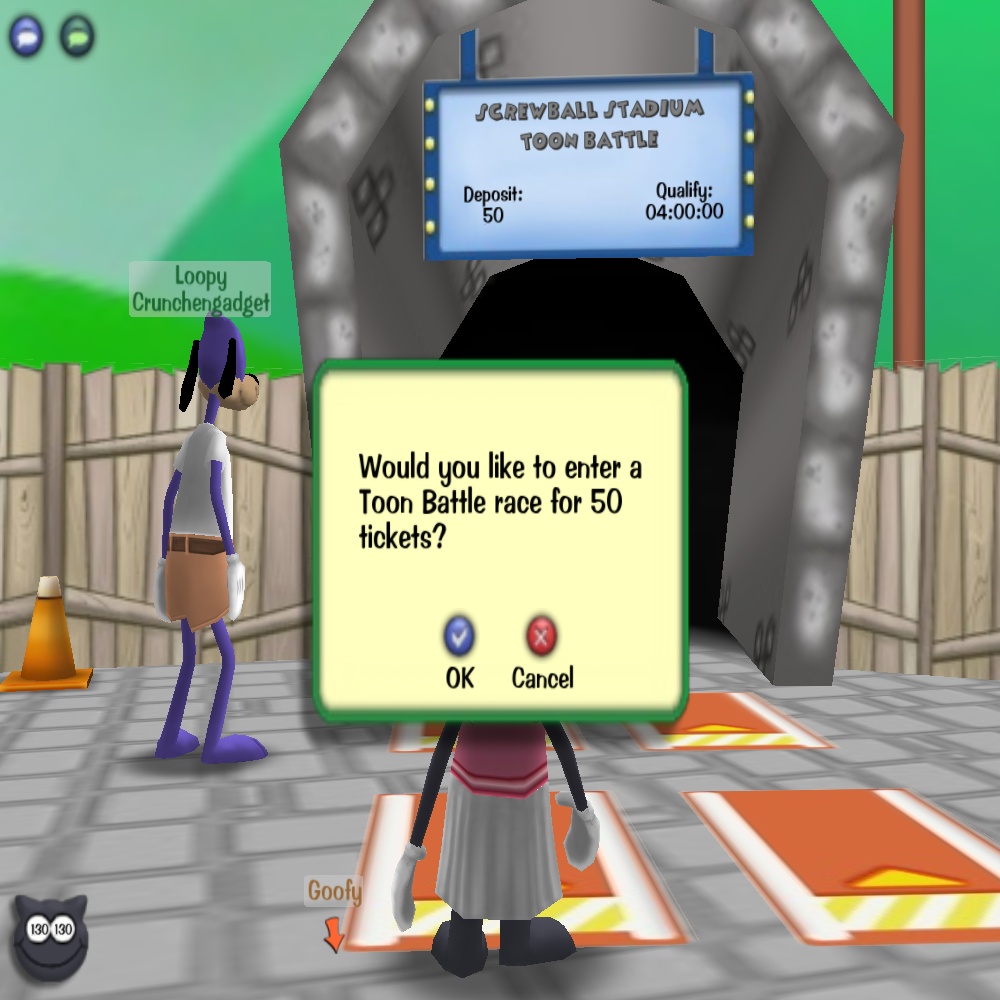 SCREWBALL STADIUM
TOON BATTLE
Deposit:
50
Qualify:
04:00:00
Loopy
Crunchengadget
Would you like to enter a
Toon Battle race for 50
tickets?
OK
Cancel
Goofy
130 130